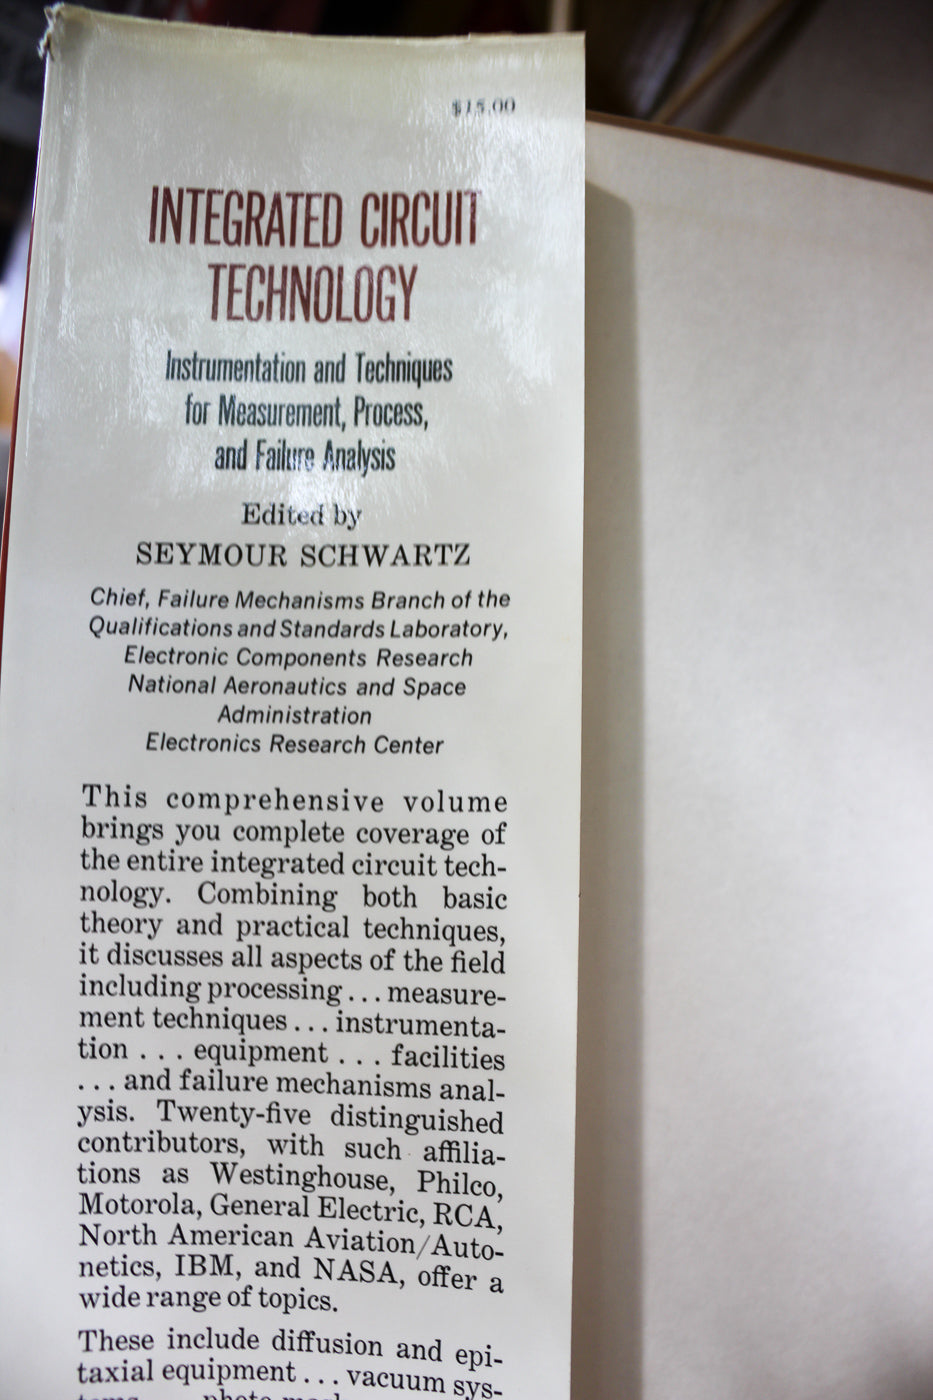 $15.00
INTEGRATED CIRCUIT
TECHNOLOGY
Instrumentation and Techniques
for Measurement, Process,
and Failure Analysis
Edited by
SEYMOUR SCHWARTZ
Chief, Failure Mechanisms Branch of the
Qualifications and Standards Laboratory,
Electronic Components Research
National Aeronautics and Space
Administration
Electronics Research Center
This comprehensive volume
brings you complete coverage of
the entire integrated circuit tech-
nology. Combining both basic
theory and practical techniques,
it discusses all aspects of the field
including processing . . . measure-
ment techniques . . . instrumenta-
tion . . . equipment . . . facilities
. . . and failure mechanisms anal-
ysis. Twenty-five distinguished
contributors, with such affilia-
tions as Westinghouse, Philco,
Motorola, General Electric, RCA,
North American Aviation/Auto-
netics, IBM, and NASA, offer a
wide range of topics.
These include diffusion and epi-
taxial equipment . . . vacuum sys-